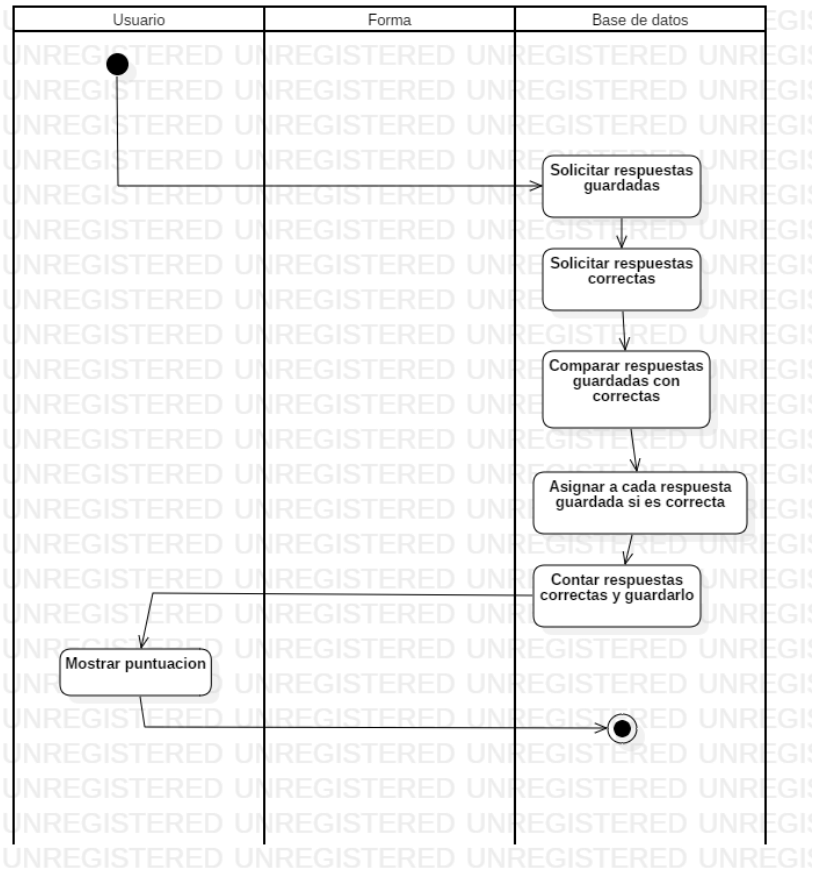 Usuario
Forma
Base de datos
Solicitar respuestas
guardadas
Solicitar respuestas
correctas
Comparar respuestas
guardadas con
correctas
Asignar a cada respuesta
guardada si es correcta
Contar respuestas
correctas y guardarlo
Mostrar puntuacion
UNREGISTERED